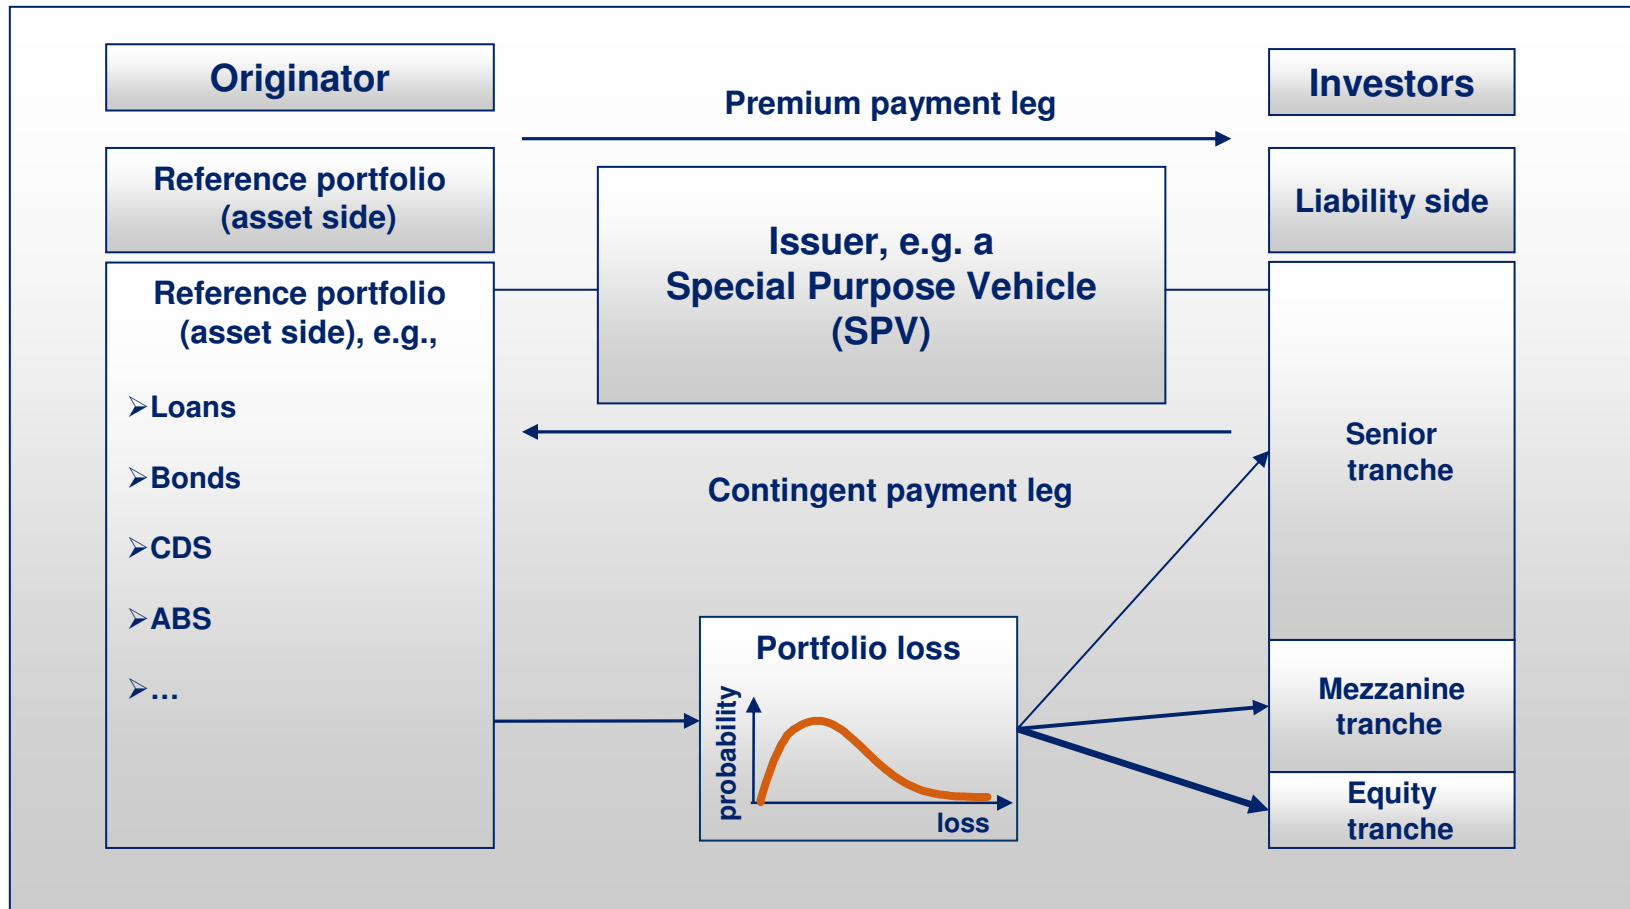 Originator
Premium payment leg
Investors
Reference portfolio
(asset side)
Issuer, e.g. a
Special Purpose Vehicle
(SPV)
Liability side
Reference portfolio
(asset side), e.g.,
➢Loans
➢Bonds
➢CDS
➢ABS
➢...
Contingent payment leg
Portfolio loss
probability
loss
Senior
tranche
Mezzanine
tranche
Equity
tranche